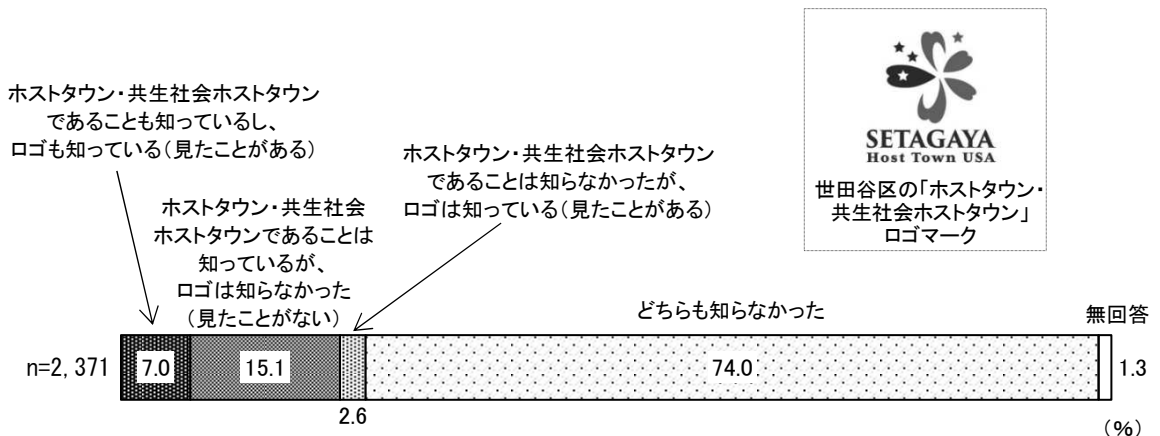 SETAGAYA
Host Town USA
世田谷区の「ホストタウン・
共生社会ホストタウン」
ロゴマーク
ホストタウン・共生社会ホストタウン
であることも知っているし、
ロゴも知っている(見たことがある)
ホストタウン・共生社会
ホストタウンであることは
知っているが、
ロゴは知らなかった
(見たことがない)
ホストタウン・共生社会ホストタウン
であることは知らなかったが、
ロゴは知っている(見たことがある)
どちらも知らなかった
無回答
n=2,371
7.0
15.1
2.6
74.0
1.3
(%)